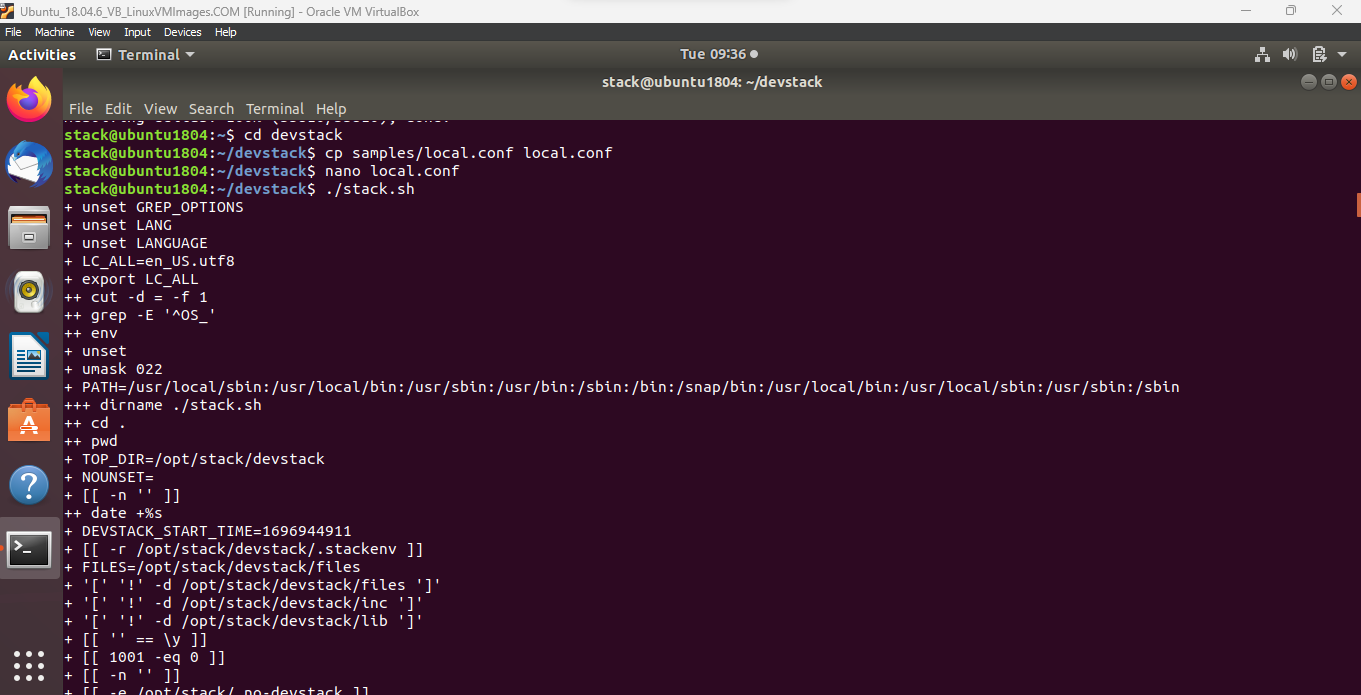 Ubuntu_18.04.6_VB_LinuxVMImages.COM [Running] - Oracle VM VirtualBox
File Machine View Input Devices Help
Activities Terminal Tue 09:36
stack@ubuntu1804: ~/devstack
File Edit View Search Terminal Help
stack@ubuntu1804:~$ cd devstack
stack@ubuntu1804:~/devstack$ cp samples/local.conf local.conf
stack@ubuntu1804:~/devstack$ nano local.conf
stack@ubuntu1804:~/devstack$ ./stack.sh
+ unset GREP_OPTIONS
+ unset LANG
+ unset LANGUAGE
+ LC_ALL=en_US.utf8
+ export LC_ALL
++ cut -d = -f 1
++ grep -E '^OS_'
++ env
+ unset
+ umask 022
+ PATH=/usr/local/sbin:/usr/local/bin:/usr/sbin:/usr/bin:/sbin:/bin:/snap/bin:/usr/local/bin:/usr/local/sbin:/usr/sbin:/sbin
+++ dirname ./stack.sh
++ cd .
++ pwd
+ TOP_DIR=/opt/stack/devstack
+ NOUNSET=
+ [[ -n '' ]]
++ date +%s
+ DEVSTACK_START_TIME=1696944911
+ [[ -r /opt/stack/devstack/.stackenv ]]
+ FILES=/opt/stack/devstack/files
+ '[' '!' -d /opt/stack/devstack/files ']'
+ '[' '!' -d /opt/stack/devstack/inc ']'
+ '[' '!' -d /opt/stack/devstack/lib ']'
+ [[ '' == \y ]]
+ [[ 1001 -eq 0 ]]
+ [[ -n '' ]]
+ [[ -e /opt/stack/.no-devstack ]]